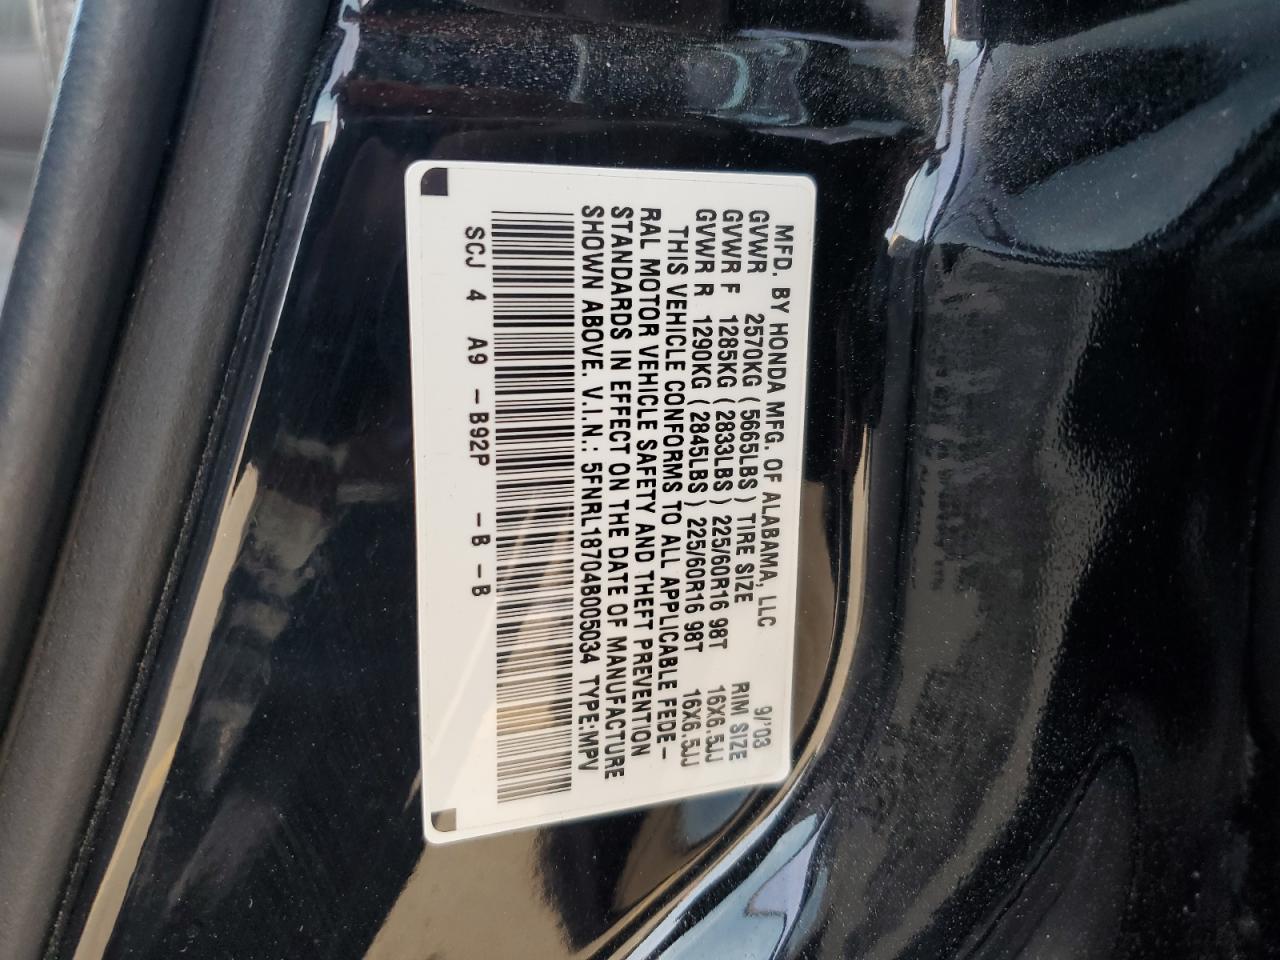 MFD. BY HONDA MFG. OF ALABAMA, LLC 9/'03
GVWR 2570KG (5665LBS) TIRE SIZE RIM SIZE
GVWR F 1285KG (2833LBS) 225/60R16 98T 16X6.5JJ
GVWR R 1290KG (2845LBS) 225/60R16 98T 16X6.5JJ
THIS VEHICLE CONFORMS TO ALL APPLICABLE FEDE-
RAL MOTOR VEHICLE SAFETY AND THEFT PREVENTION
STANDARDS IN EFFECT ON THE DATE OF MANUFACTURE
SHOWN ABOVE. V.I.N.: 5FNRL18704B005034 TYPE:MPV
SCJ 4 A9 -B92P -B -B